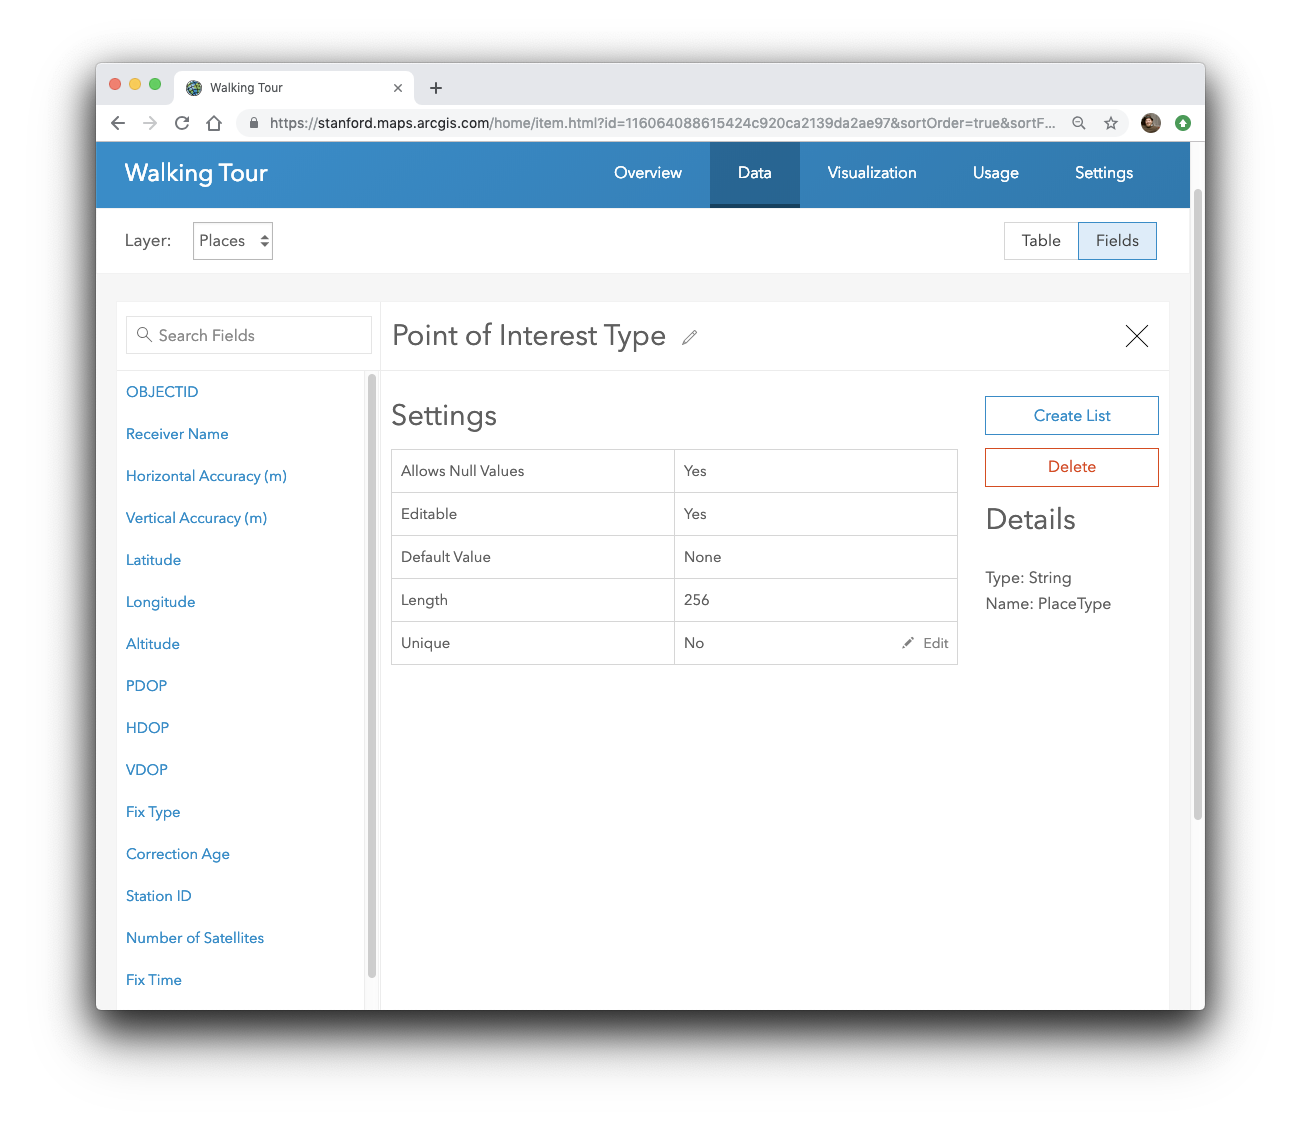 Walking Tour
https://stanford.maps.arcgis.com/home/item.html?id=116064088615424c920ca2139da2ae97&sortOrder=true&sortF...
Walking Tour
Overview
Data
Visualization
Usage
Settings
Layer:
Places
Table
Fields
Search Fields
OBJECTID
Receiver Name
Horizontal Accuracy (m)
Vertical Accuracy (m)
Latitude
Longitude
Altitude
PDOP
HDOP
VDOP
Fix Type
Correction Age
Station ID
Number of Satellites
Fix Time
Point of Interest Type
Settings
Allows Null Values Yes
Editable Yes
Default Value None
Length 256
Unique No Edit
Create List
Delete
Details
Type: String
Name: PlaceType